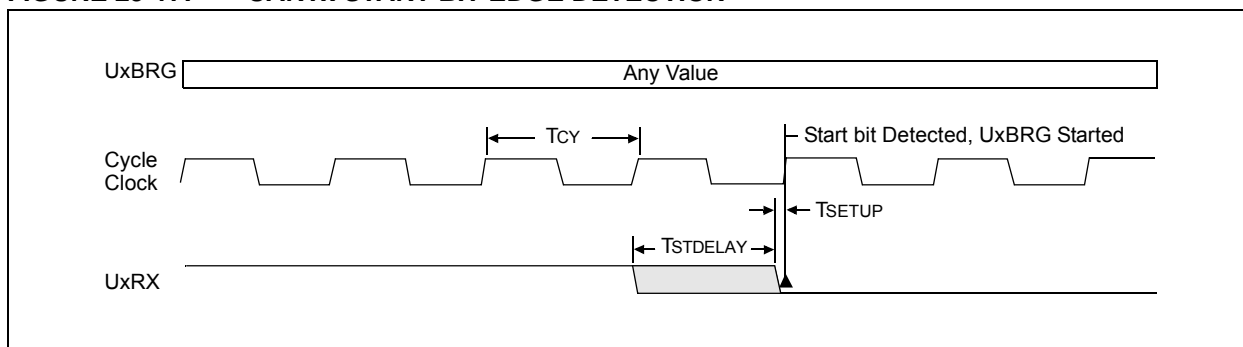 UxBRG
Any Value
TCY
Start bit Detected, UxBRG Started
Cycle
Clock
TSETUP
TSTDELAY
UxRX